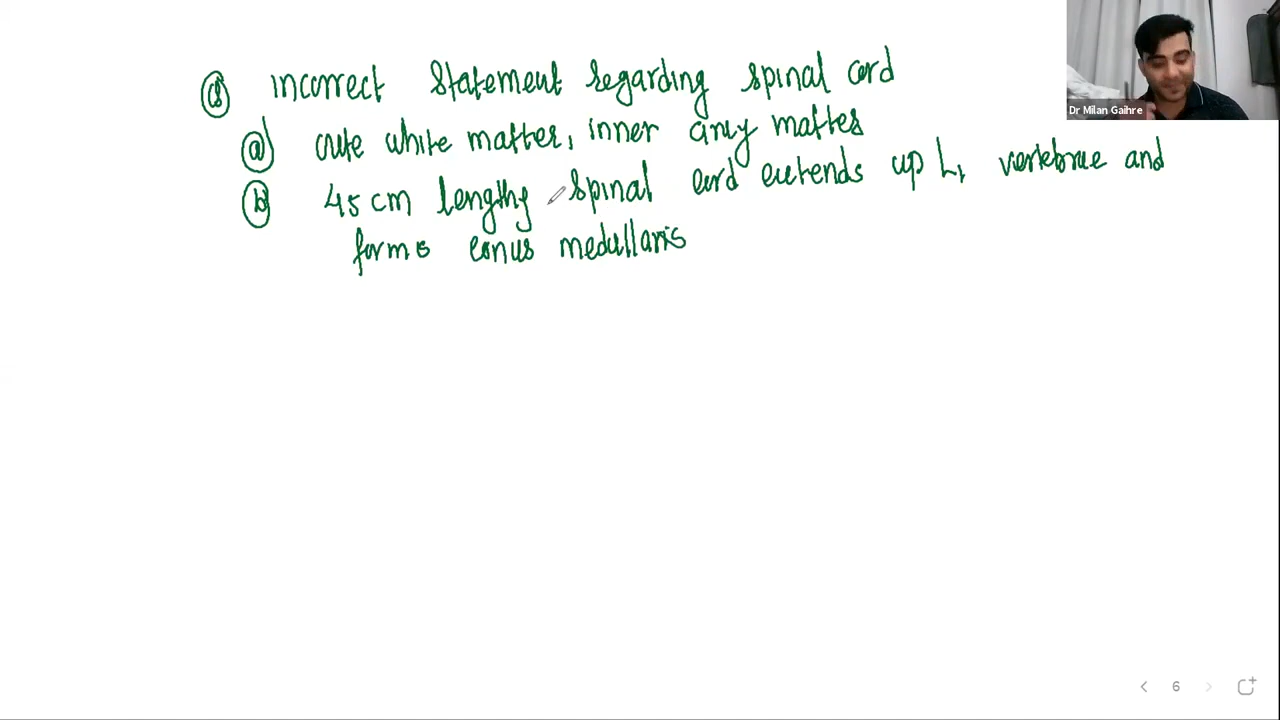 Q incorrect statement regarding spinal cord
a oute white matter, inner grey matter
b 45 cm lengthy spinal cord extends up L1 vertebrae and
forms conus medullaris
Dr Milan Gaihre
6